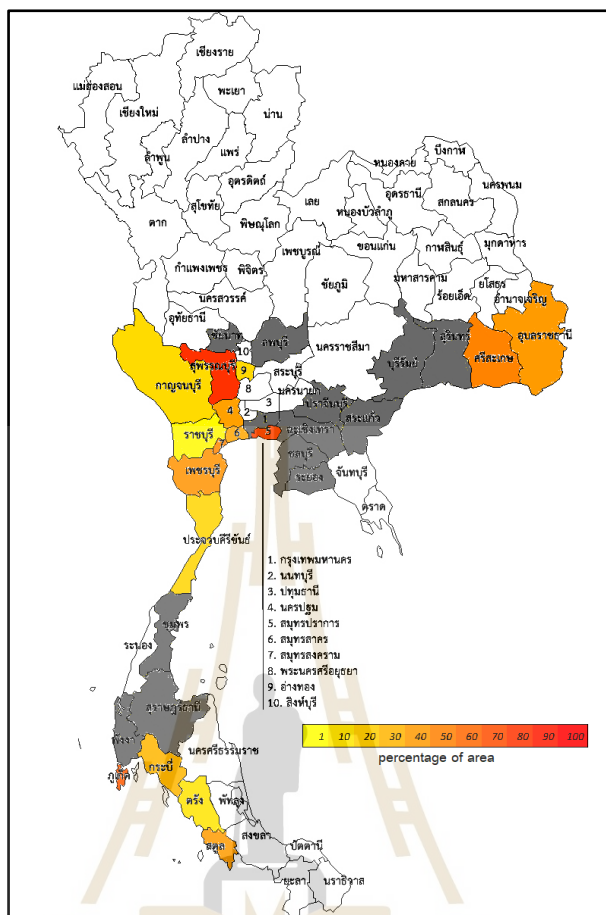 เชียงราย
แม่ฮ่องสอน
พะเยา
เชียงใหม่
น่าน
ลำปาง
แพร่
ลำพูน
บึงกาฬ
หนองคาย
อุตรดิตถ์
นครพนม
อุดรธานี
เลย
สกลนคร
สุโขทัย
หนองบัวลำภู
ตาก
พิษณุโลก
ขอนแก่น
กาฬสินธุ์
มุกดาหาร
เพชรบูรณ์
กำแพงเพชร
พิจิตร
ชัยภูมิ
มหาสารคาม
ยโสธร
ร้อยเอ็ด
อำนาจเจริญ
นครสวรรค์
อุทัยธานี
ชัยนาท
ลพบุรี
สุรินทร์
อุบลราชธานี
10
นครราชสีมา
บุรีรัมย์
ศรีสะเกษ
สุพรรณบุรี
9
สระบุรี
กาญจนบุรี
8
นครนายก
ปราจีนบุรี
4
2
3
1
สระแก้ว
ราชบุรี
6
5
ฉะเชิงเทรา
ชลบุรี
เพชรบุรี
ระยอง
จันทบุรี
ตราด
ประจวบคีรีขันธ์
1. กรุงเทพมหานคร
2. นนทบุรี
3. ปทุมธานี
4. นครปฐม
5. สมุทรปราการ
6. สมุทรสาคร
7. สมุทรสงคราม
8. พระนครศรีอยุธยา
9. อ่างทอง
10. สิงห์บุรี
ชุมพร
ระนอง
สุราษฎร์ธานี
พังงา
นครศรีธรรมราช
กระบี่
ภูเก็ต
1 10 20 30 40 50 60 70 80 90 100
percentage of area
ตรัง
พัทลุง
สตูล
สงขลา
ปัตตานี
ยะลา
นราธิวาส